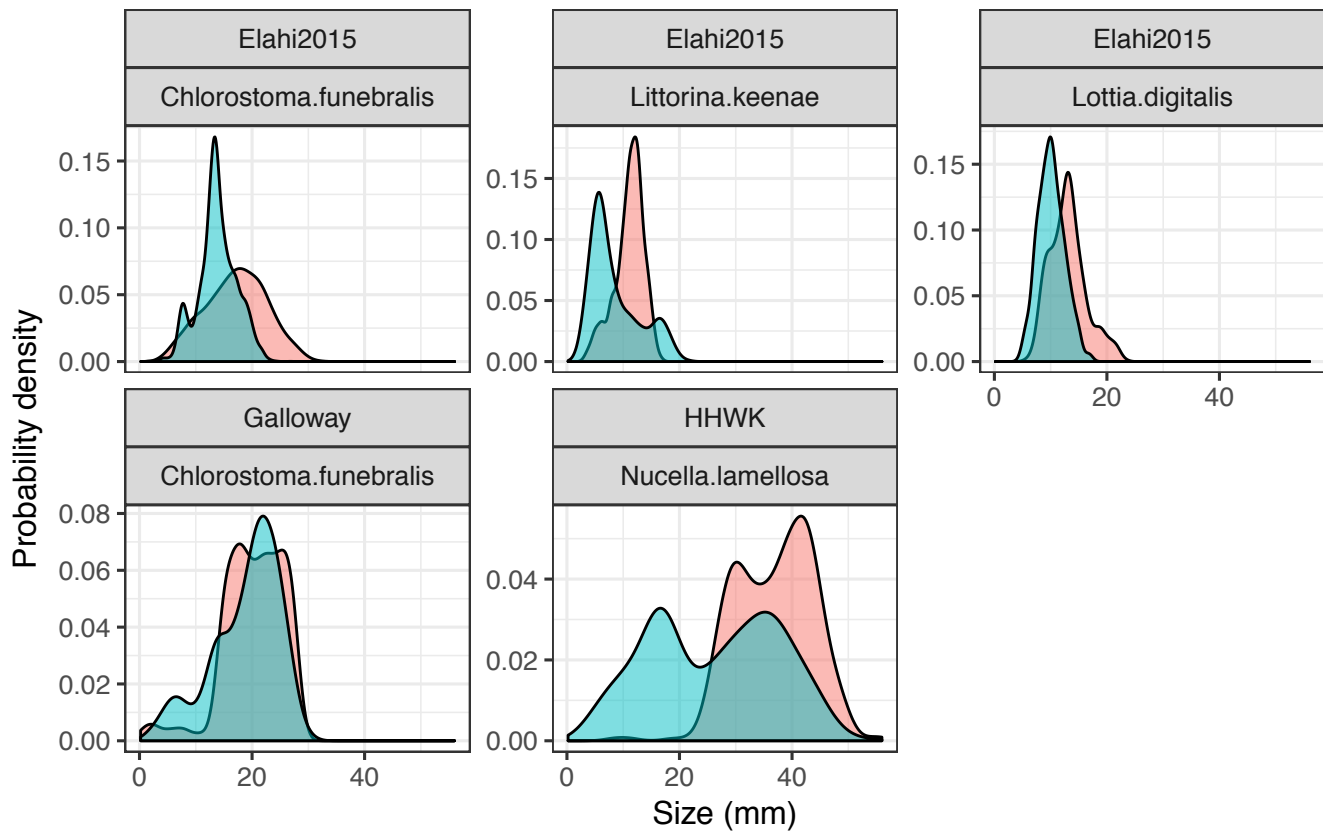 Elahi2015
Elahi2015
Elahi2015
Chlorostoma.funebralis
Littorina.keenae
Lottia.digitalis
0.15
0.10
0.05
0.00
0.15
0.10
0.05
0.00
0.15
0.10
0.05
0.00
0 20 40
Galloway
HHWK
Chlorostoma.funebralis
Nucella.lamellosa
0.08
0.06
0.04
0.02
0.00
0.04
0.02
0.00
0 20 40
0 20 40
Probability density
Size (mm)